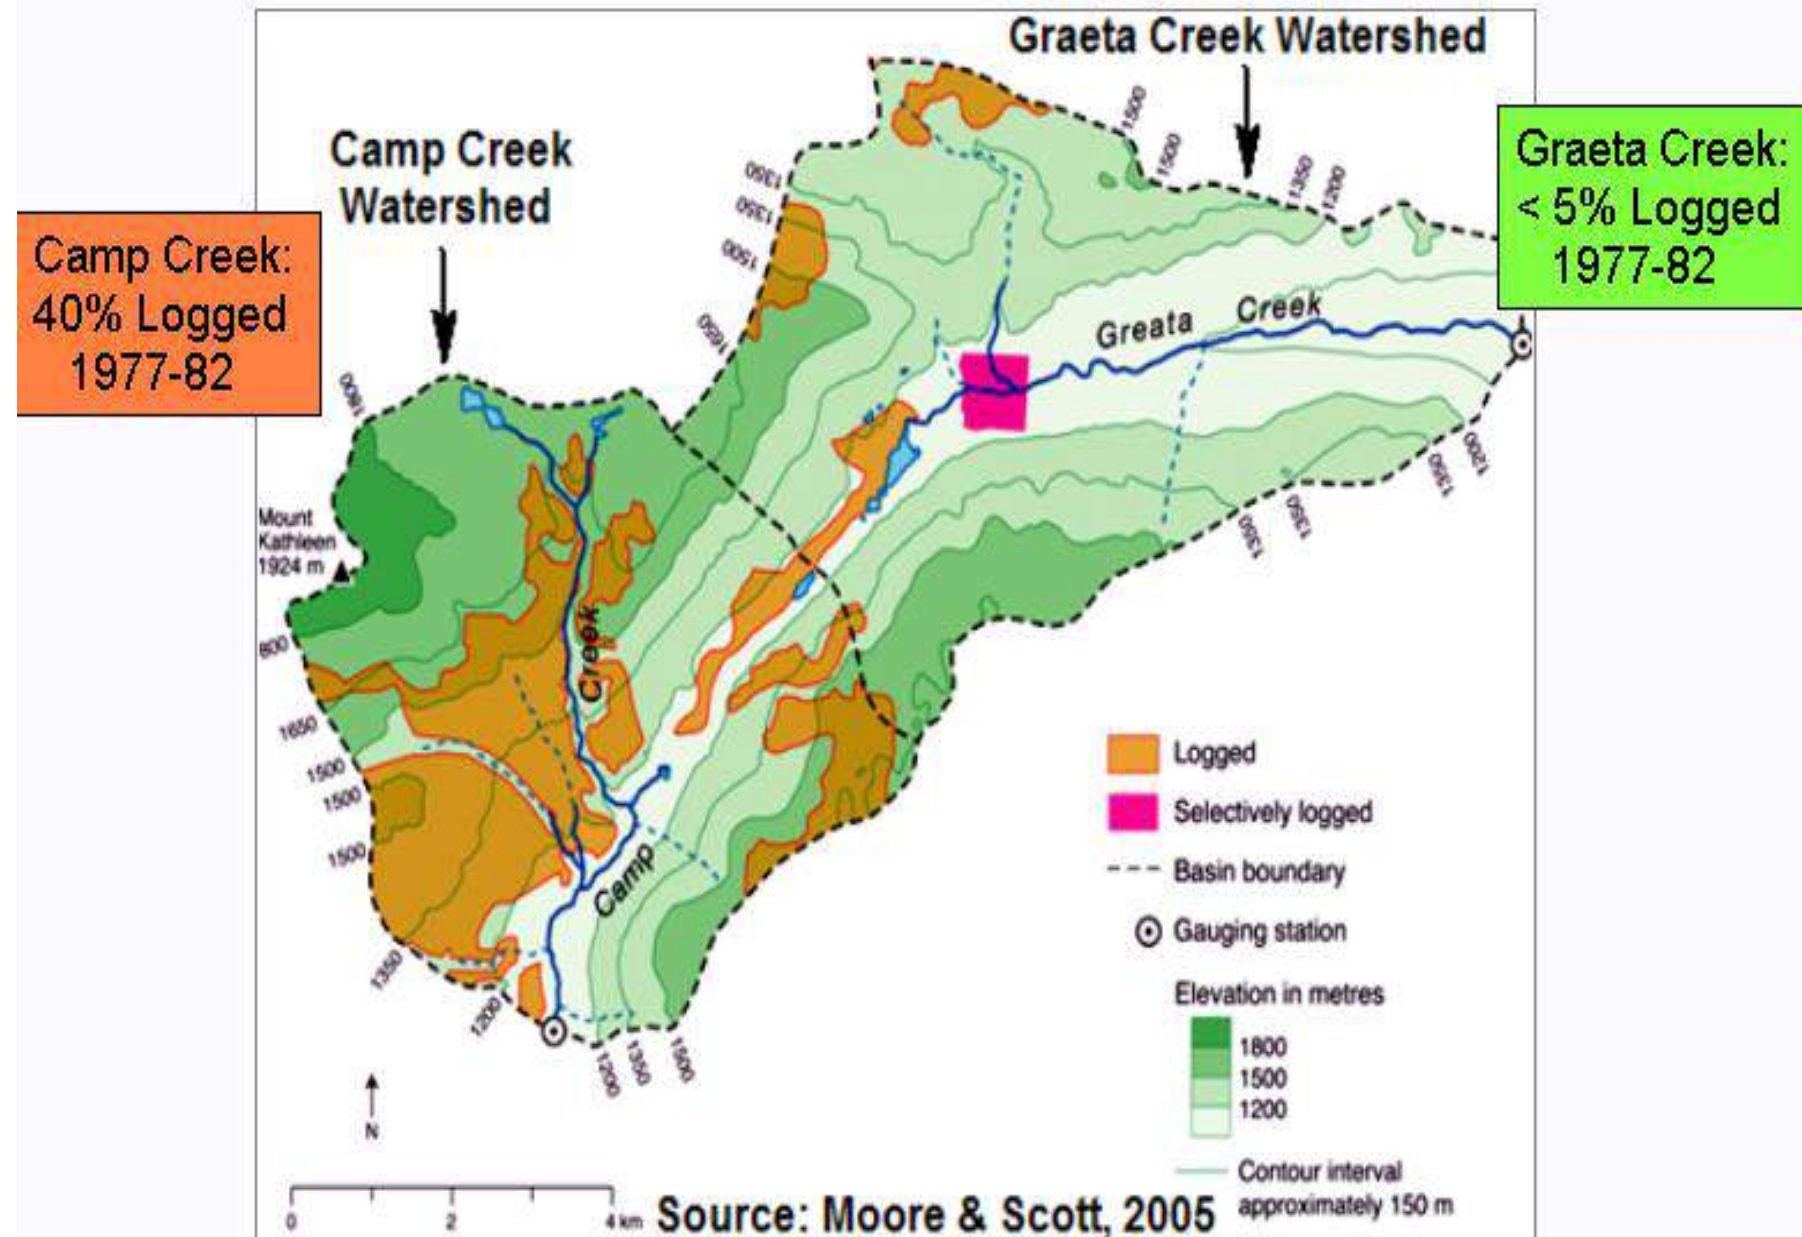 Graeta Creek Watershed
Camp Creek
Watershed
Graeta Creek:
< 5% Logged
1977-82
Camp Creek:
40% Logged
1977-82
1500
1500
1350
1200
1350
1350
1500
1650
1800
Greata Creek
1200
1350
1350
1350
Mount
Kathleen
1924 m
800
1650
1500
1500
1500
1350
1200
Creek
Camp
1200
1350
1500
Logged
Selectively logged
Basin boundary
Gauging station
Elevation in metres
1800
1500
1200
Contour interval
approximately 150 m
N
0 2 4 km
Source: Moore & Scott, 2005